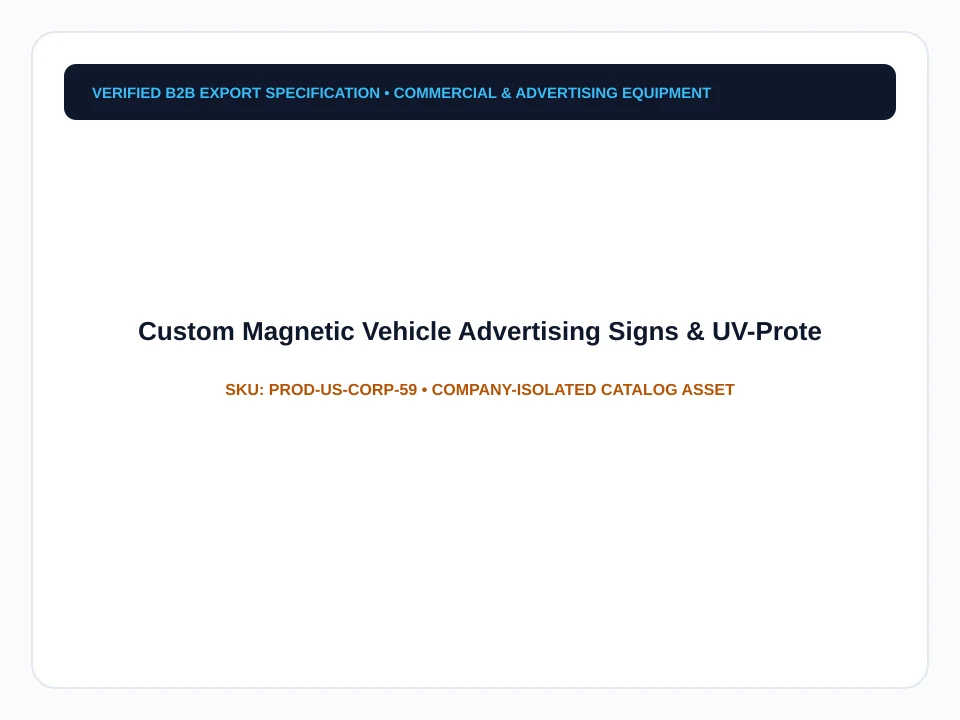 VERIFIED B2B EXPORT SPECIFICATION • COMMERCIAL & ADVERTISING EQUIPMENT
Custom Magnetic Vehicle Advertising Signs & UV-Prote
SKU: PROD-US-CORP-59 • COMPANY-ISOLATED CATALOG ASSET